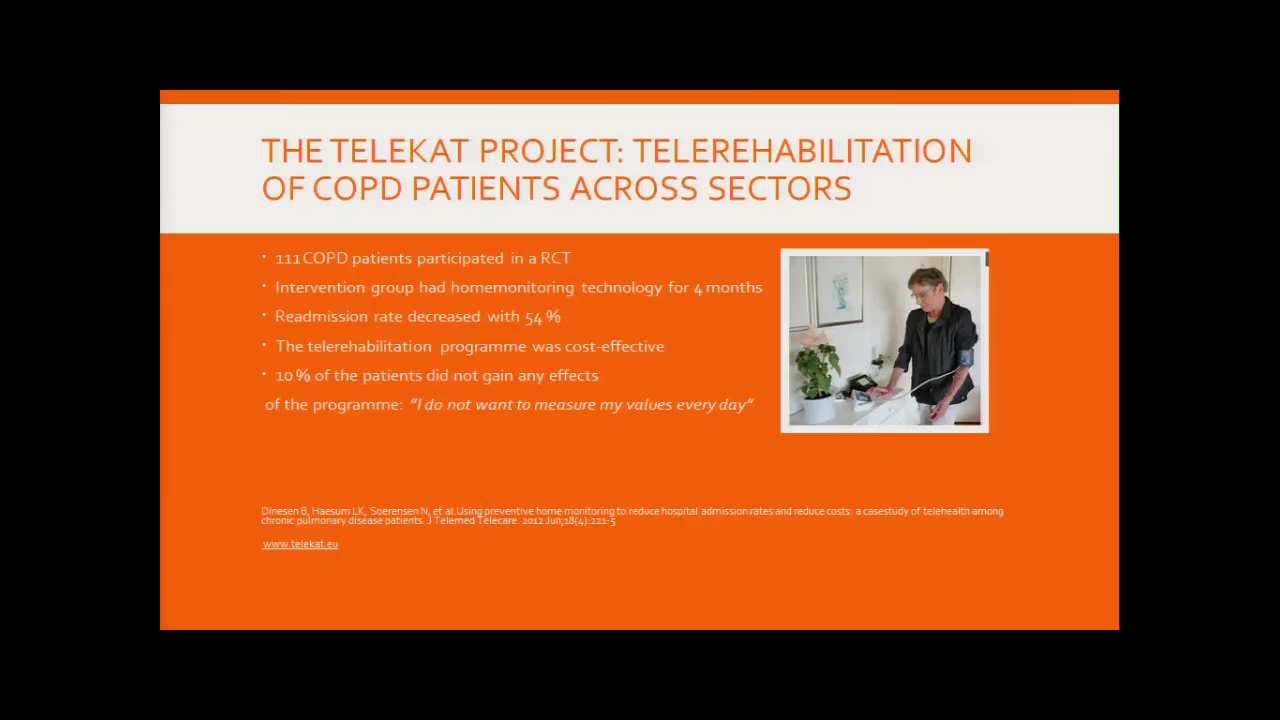 THE TELEKAT PROJECT: TELEREHABILITATION
OF COPD PATIENTS ACROSS SECTORS
• 111 COPD patients participated in a RCT
• Intervention group had homemonitoring technology for 4 months
• Readmission rate decreased with 54 %
• The telerehabilitation programme was cost-effective
• 10 % of the patients did not gain any effects
of the programme: “I do not want to measure my values every day”
Dinesen B, Haesum LK, Soerensen N, et al.Using preventive home monitoring to reduce hospital admission rates and reduce costs: a casestudy of telehealth among
chronic pulmonary disease patients. J Telemed Telecare. 2012 Jun;18(4):221-5
www.telekat.eu